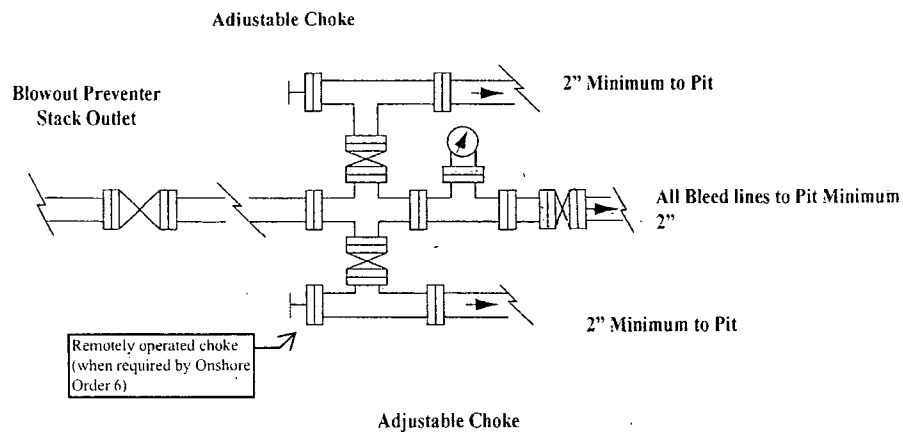 Adjustable Choke
2” Minimum to Pit
Blowout Preventer
Stack Outlet
All Bleed lines to Pit Minimum
2”
2” Minimum to Pit
Remotely operated choke
(when required by Onshore
Order 6)
Adjustable Choke